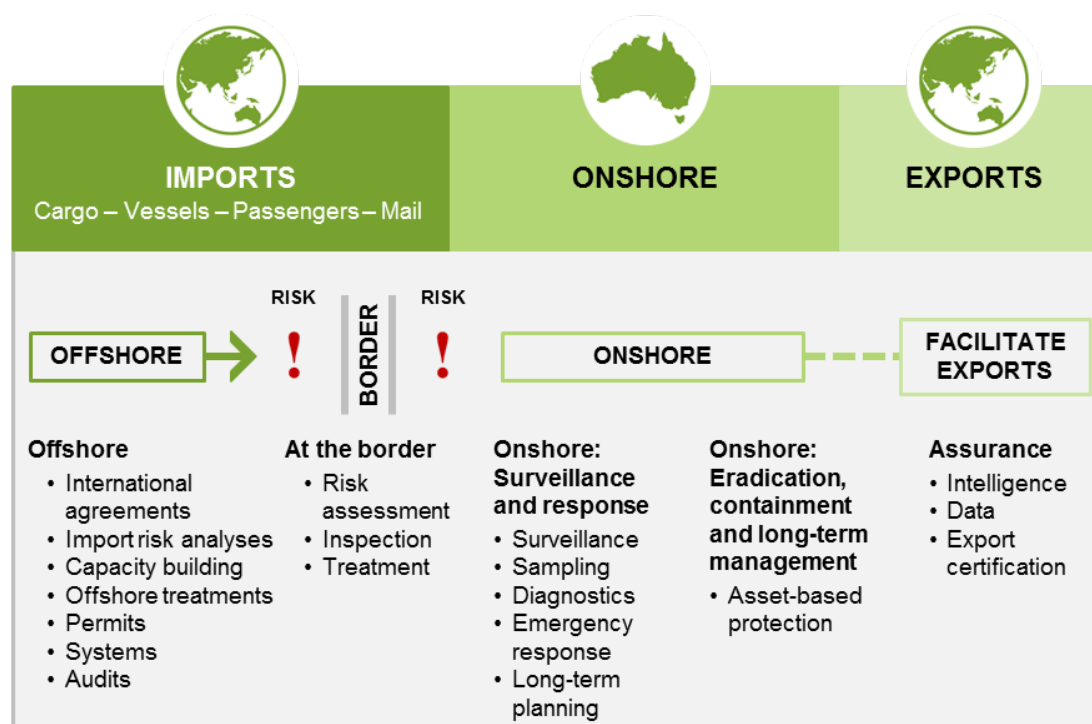 IMPORTS
Cargo – Vessels – Passengers – Mail
ONSHORE
EXPORTS
OFFSHORE
RISK
BORDER
RISK
ONSHORE
FACILITATE
EXPORTS
Offshore
• International
agreements
• Import risk analyses
• Capacity building
• Offshore treatments
• Permits
• Systems
• Audits
At the border
• Risk
assessment
• Inspection
• Treatment
Onshore:
Surveillance
and response
• Surveillance
• Sampling
• Diagnostics
• Emergency
response
• Long-term
planning
Onshore:
Eradication,
containment
and long-term
management
• Asset-based
protection
Assurance
• Intelligence
• Data
• Export
certification